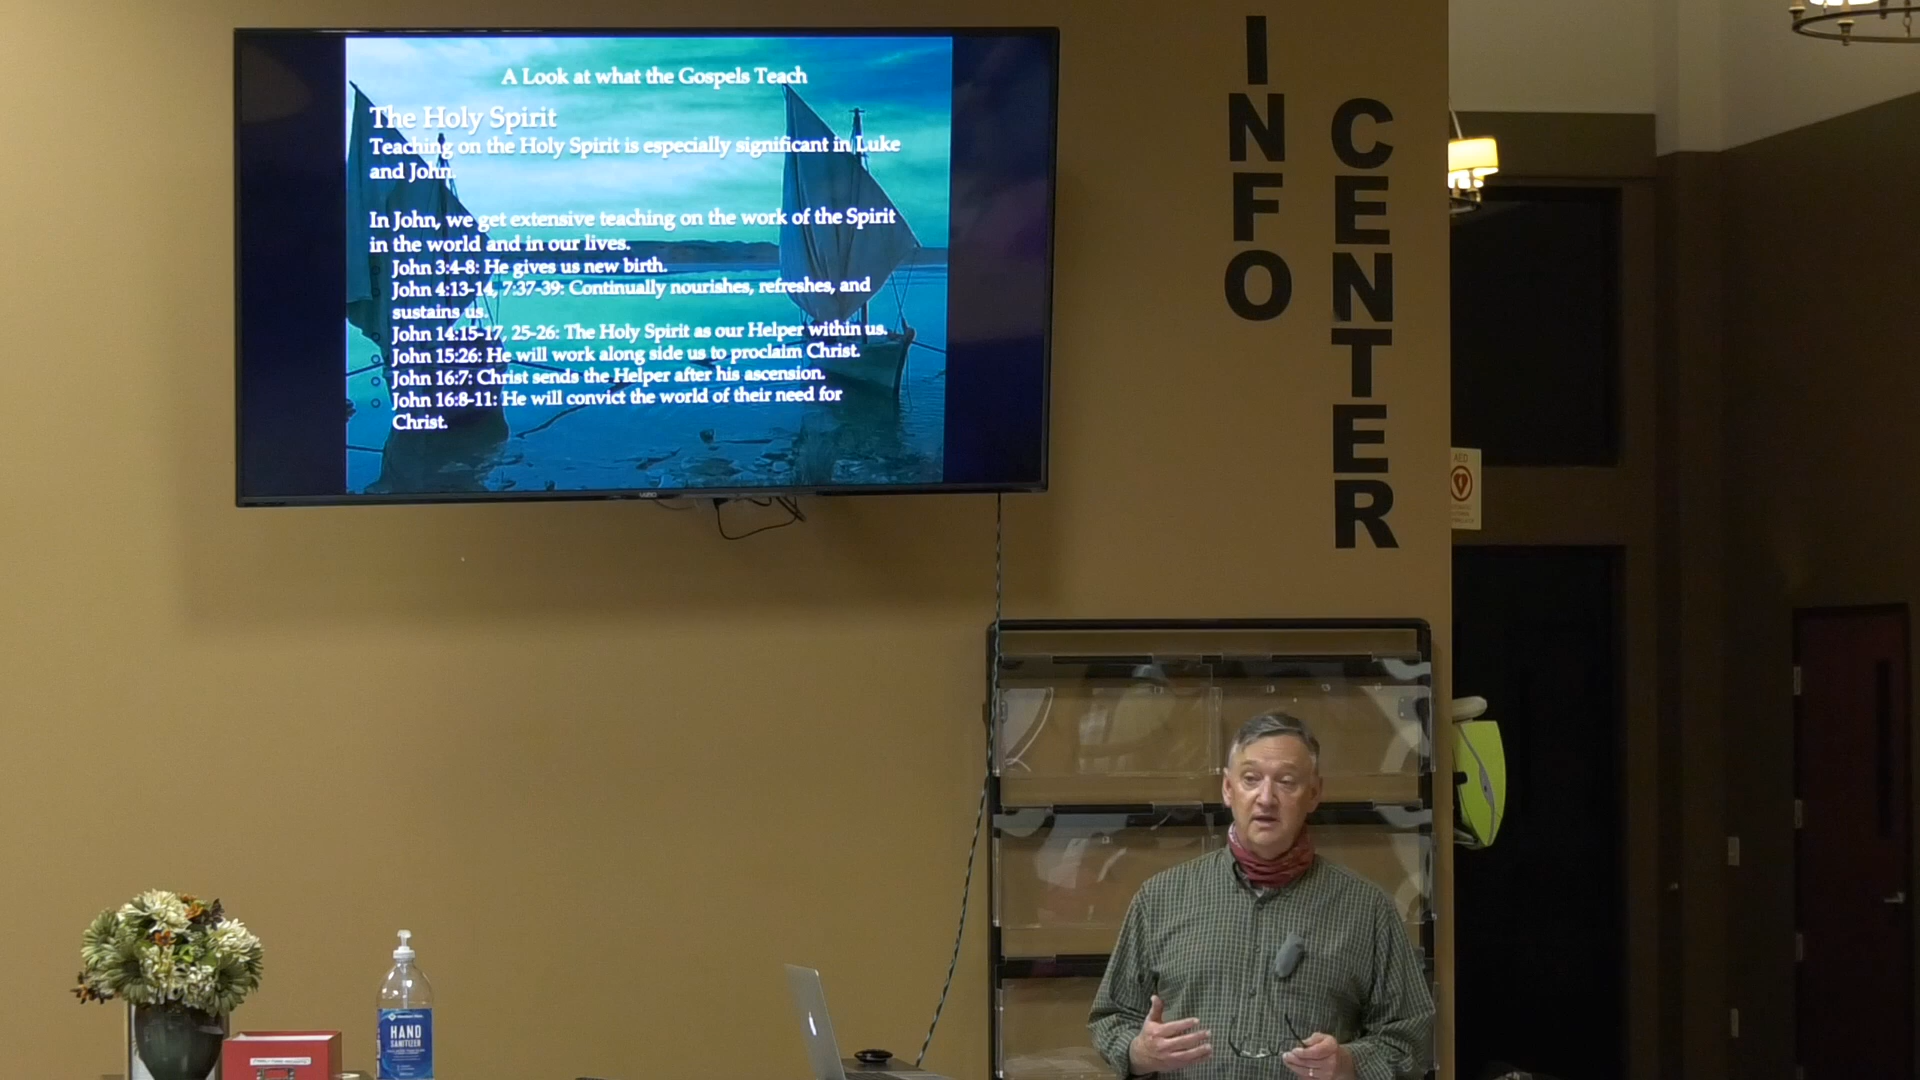 A Look at what the Gospels Teach
The Holy Spirit
Teaching on the Holy Spirit is especially significant in Luke
and John.
In John, we get extensive teaching on the work of the Spirit
in the world and in our lives.
John 3:4-8: He gives us new birth.
John 4:13-14, 7:37-39: Continually nourishes, refreshes, and
sustains us.
John 14:15-17, 25-26: The Holy Spirit as our Helper within us.
John 15:26: He will work along side us to proclaim Christ.
John 16:7: Christ sends the Helper after his ascension.
John 16:8-11: He will convict the world of their need for
Christ.
VIZIO
INFO
CENTER
AED
HAND
SANITIZER